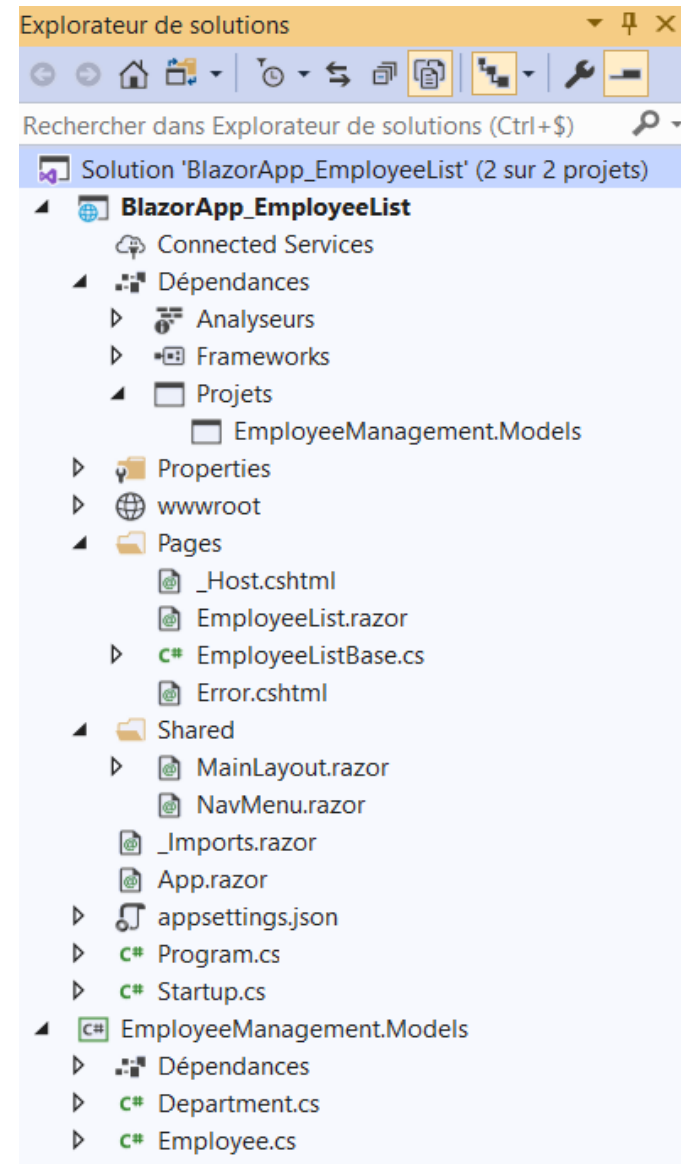 Explorateur de solutions
Rechercher dans Explorateur de solutions (Ctrl+$)
Solution 'BlazorApp_EmployeeList' (2 sur 2 projets)
BlazorApp_EmployeeList
Connected Services
Dépendances
Analyseurs
Frameworks
Projets
EmployeeManagement.Models
Properties
wwwroot
Pages
_Host.cshtml
EmployeeList.razor
C# EmployeeListBase.cs
Error.cshtml
Shared
MainLayout.razor
NavMenu.razor
_Imports.razor
App.razor
appsettings.json
C# Program.cs
C# Startup.cs
C# EmployeeManagement.Models
Dépendances
C# Department.cs
C# Employee.cs